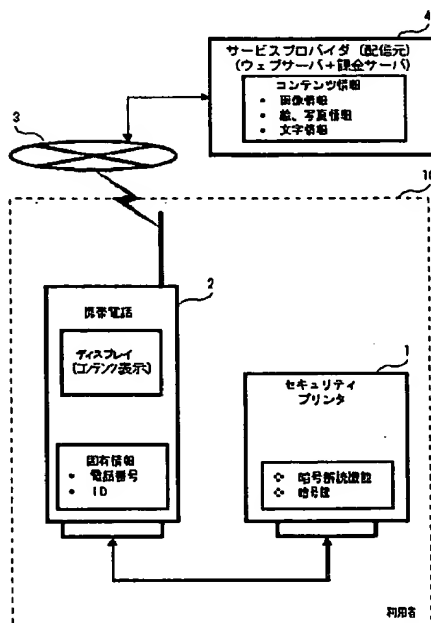 4
サービスプロバイダ(配信元)
(ウェブサーバ+課金サーバ)
コンテンツ情報
• 画像情報
• 絵、写真情報
• 文字情報
3
10
2
携帯電話
ディスプレイ
(コンテンツ表示)
固有情報
• 電話番号
• ID
1
セキュリティ
プリンタ
◇ 暗号解読機能
◇ 暗号鍵
利用者